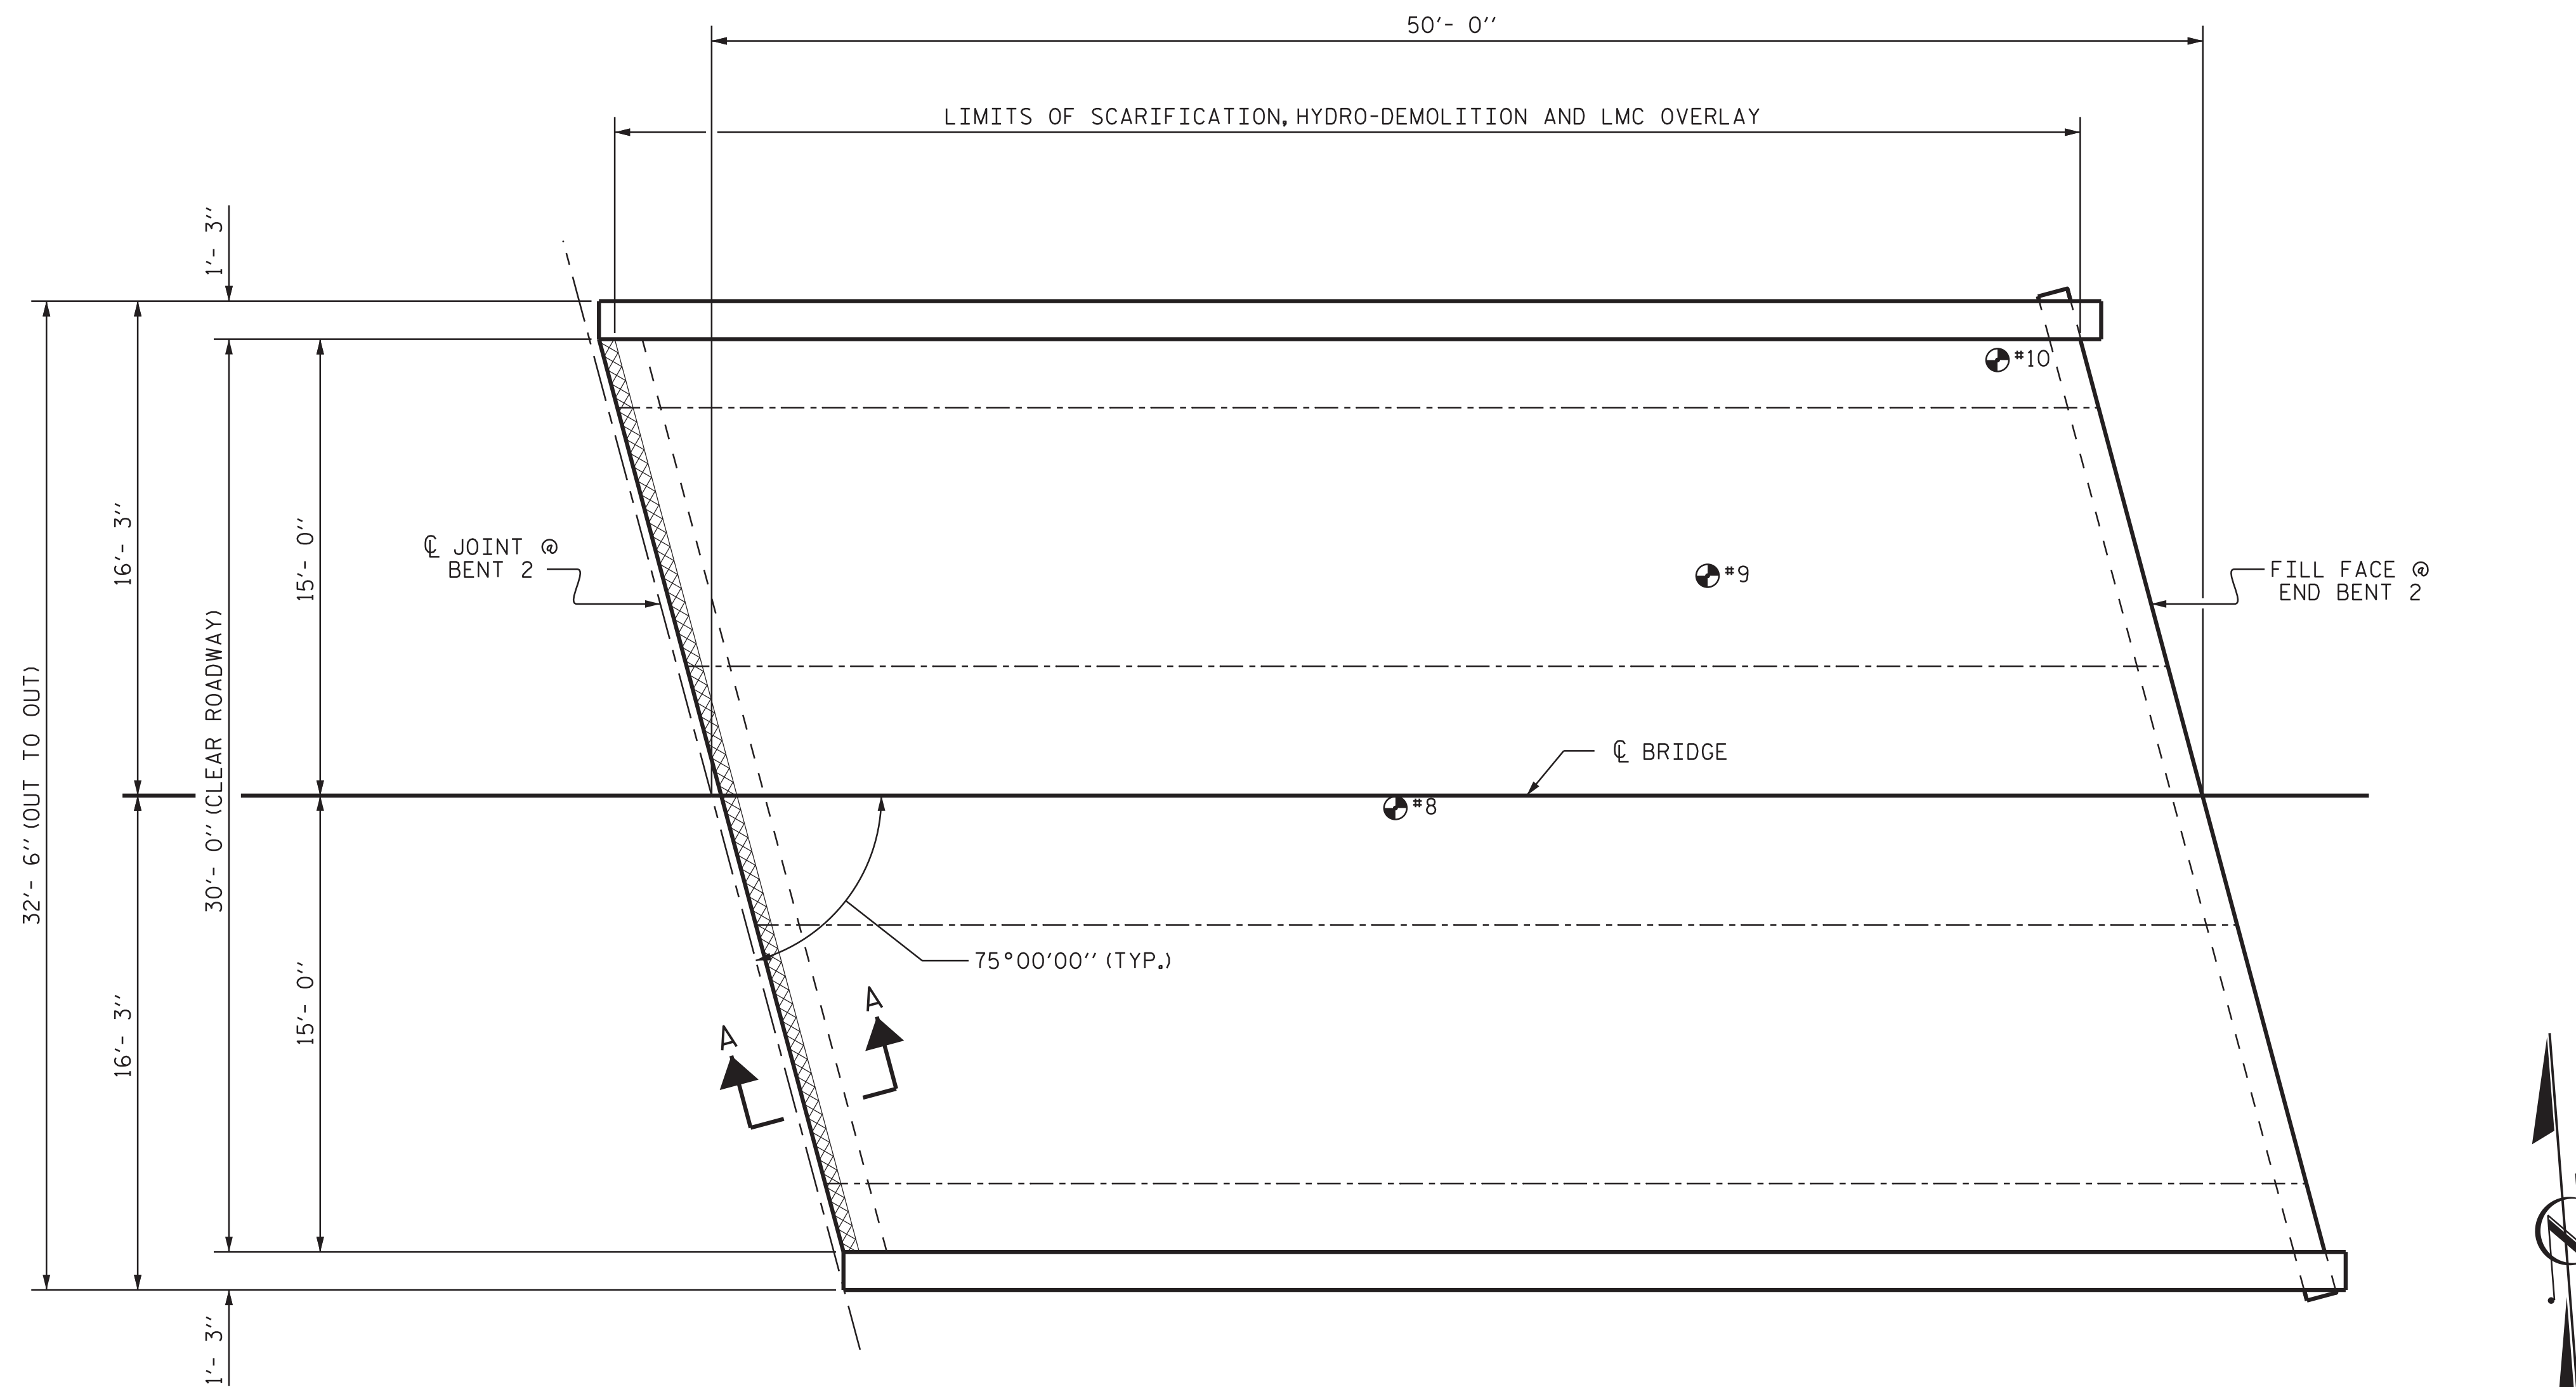 50'- 0"
LIMITS OF SCARIFICATION, HYDRO-DEMOLITION AND LMC OVERLAY
1'- 3"
#10
16'- 3"
15'- 0"
℄ JOINT @
BENT 2
#9
FILL FACE @
END BENT 2
32'- 6" (OUT TO OUT)
30'- 0" (CLEAR ROADWAY)
℄ BRIDGE
#8
75°00'00" (TYP.)
A
A
16'- 3"
15'- 0"
1'- 3"